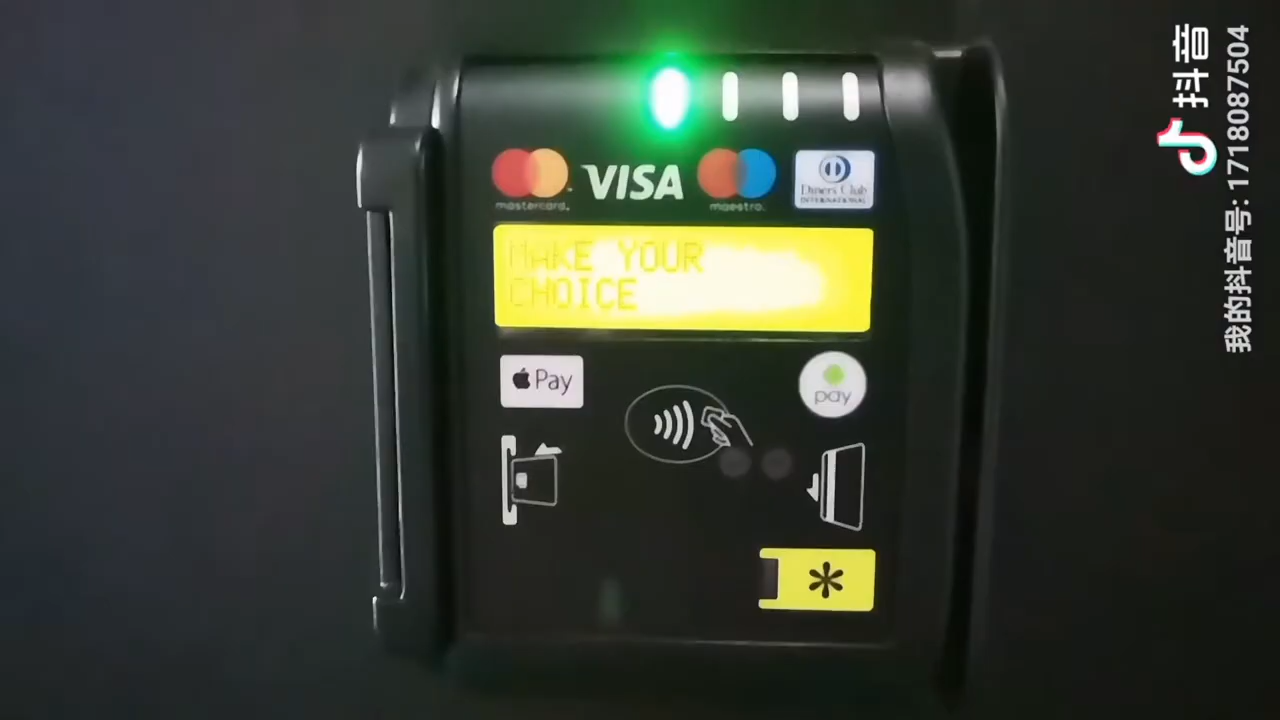 mastercard.
VISA
maestro.
Diners Club
INTERNATIONAL
MAKE YOUR
CHOICE
Pay
pay
*
抖音
我的抖音号: 1718087504